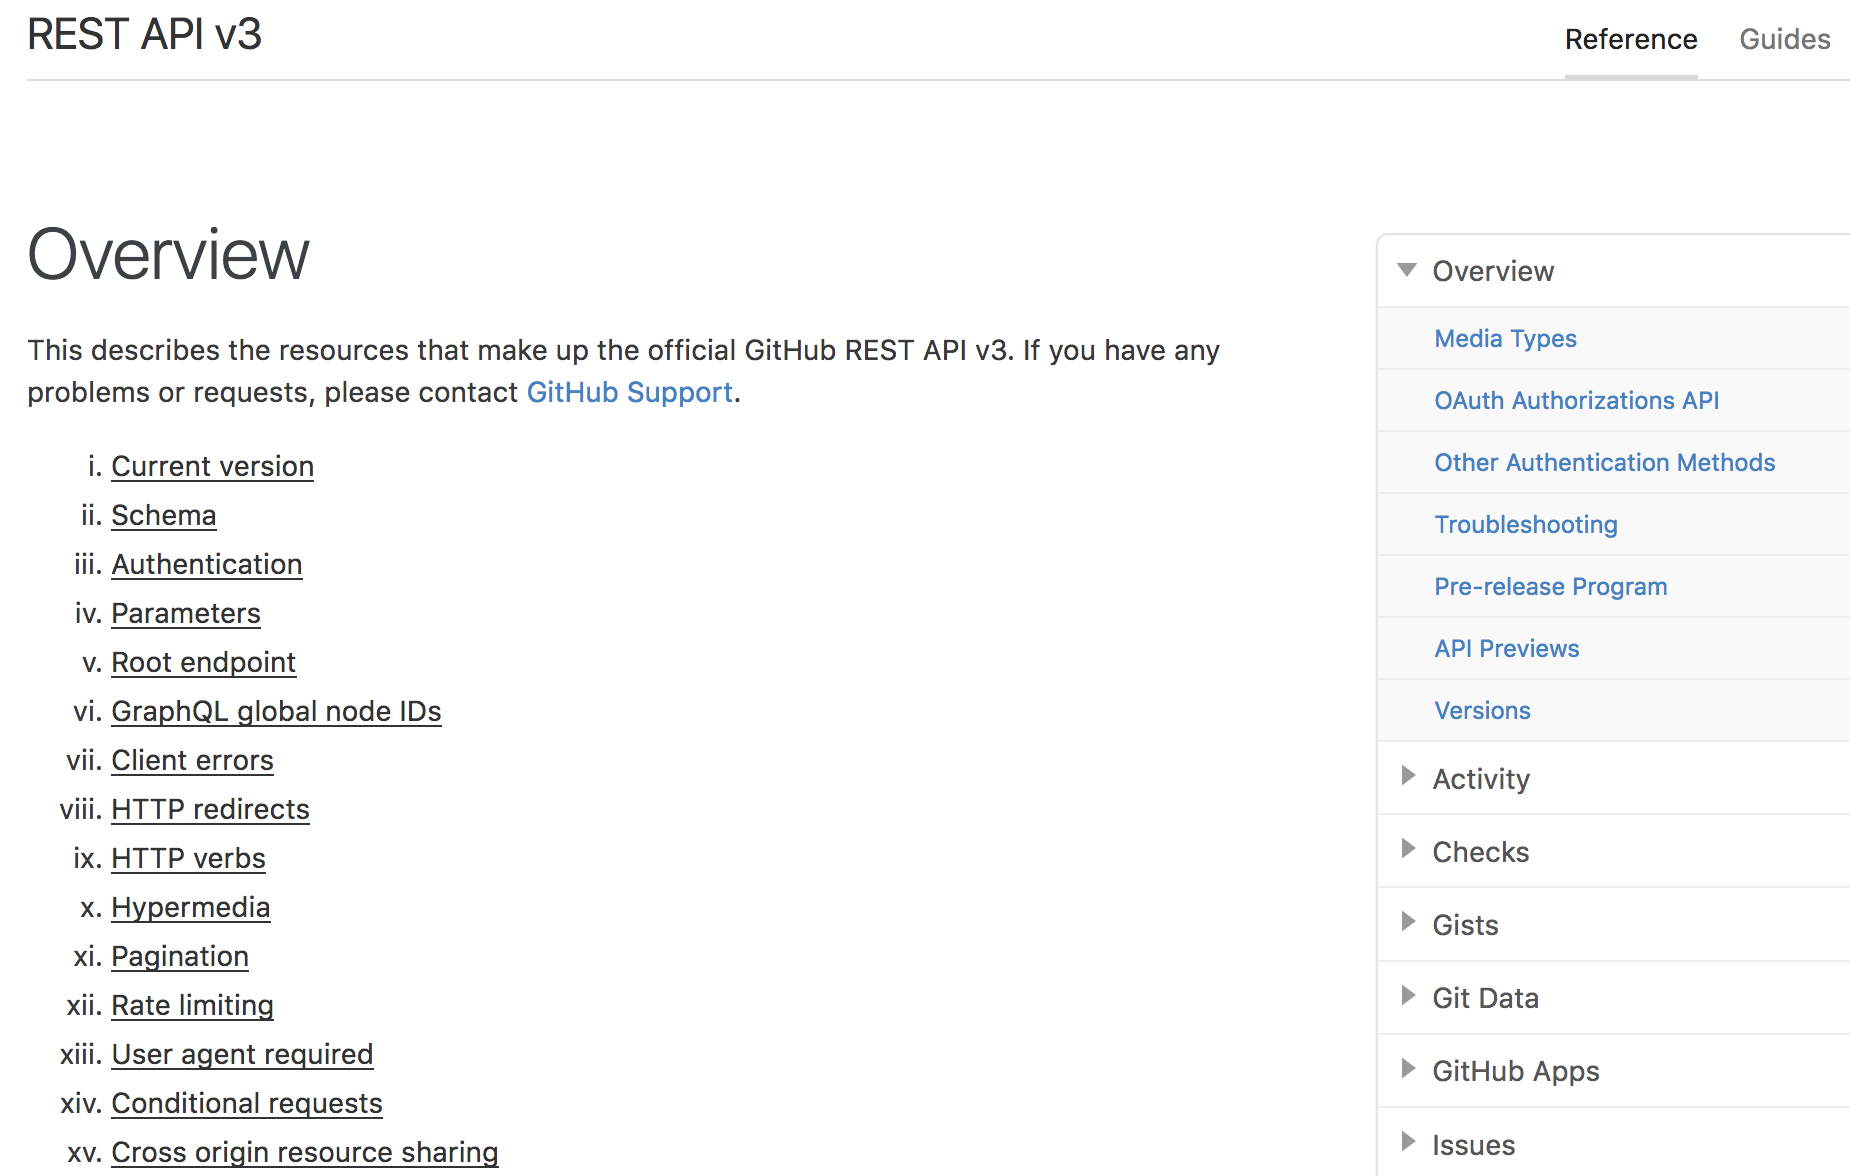 REST API v3
Reference
Guides
Overview
This describes the resources that make up the official GitHub REST API v3. If you have any
problems or requests, please contact GitHub Support.
i. Current version
ii. Schema
iii. Authentication
iv. Parameters
v. Root endpoint
vi. GraphQL global node IDs
vii. Client errors
viii. HTTP redirects
ix. HTTP verbs
x. Hypermedia
xi. Pagination
xii. Rate limiting
xiii. User agent required
xiv. Conditional requests
xv. Cross origin resource sharing
Overview
Media Types
OAuth Authorizations API
Other Authentication Methods
Troubleshooting
Pre-release Program
API Previews
Versions
Activity
Checks
Gists
Git Data
GitHub Apps
Issues